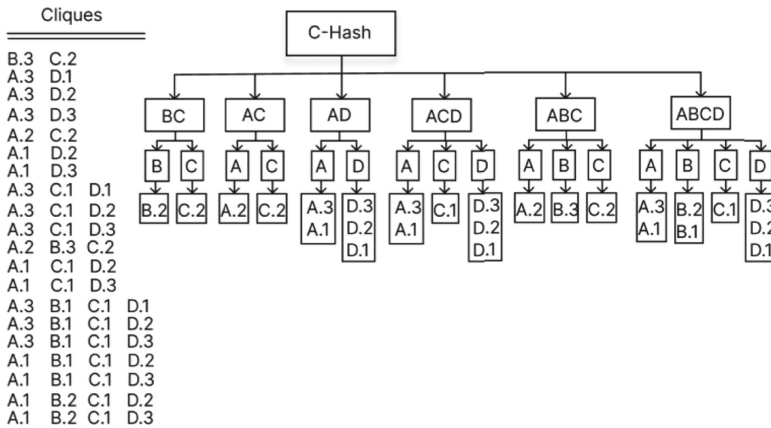 Cliques
B.3 C.2
A.3 D.1
A.3 D.2
A.3 D.3
A.2 C.2
A.1 D.2
A.1 D.3
A.3 C.1 D.1
A.3 C.1 D.2
A.3 C.1 D.3
A.2 B.3 C.2
A.1 C.1 D.2
A.1 C.1 D.3
A.3 B.1 C.1 D.1
A.3 B.1 C.1 D.2
A.3 B.1 C.1 D.3
A.1 B.1 C.1 D.2
A.1 B.1 C.1 D.3
A.1 B.2 C.1 D.2
A.1 B.2 C.1 D.3
C-Hash
BC AC AD ACD ABC ABCD
B C A C A D A C D A B C A B C D
B.2 C.2 A.2 C.2 A.3 D.3 A.3 C.1 D.3 A.2 B.3 C.2 A.3 B.2 C.1 D.3
A.1 D.2 A.1 D.2 A.1 B.1 D.2
D.1 D.1 D.1